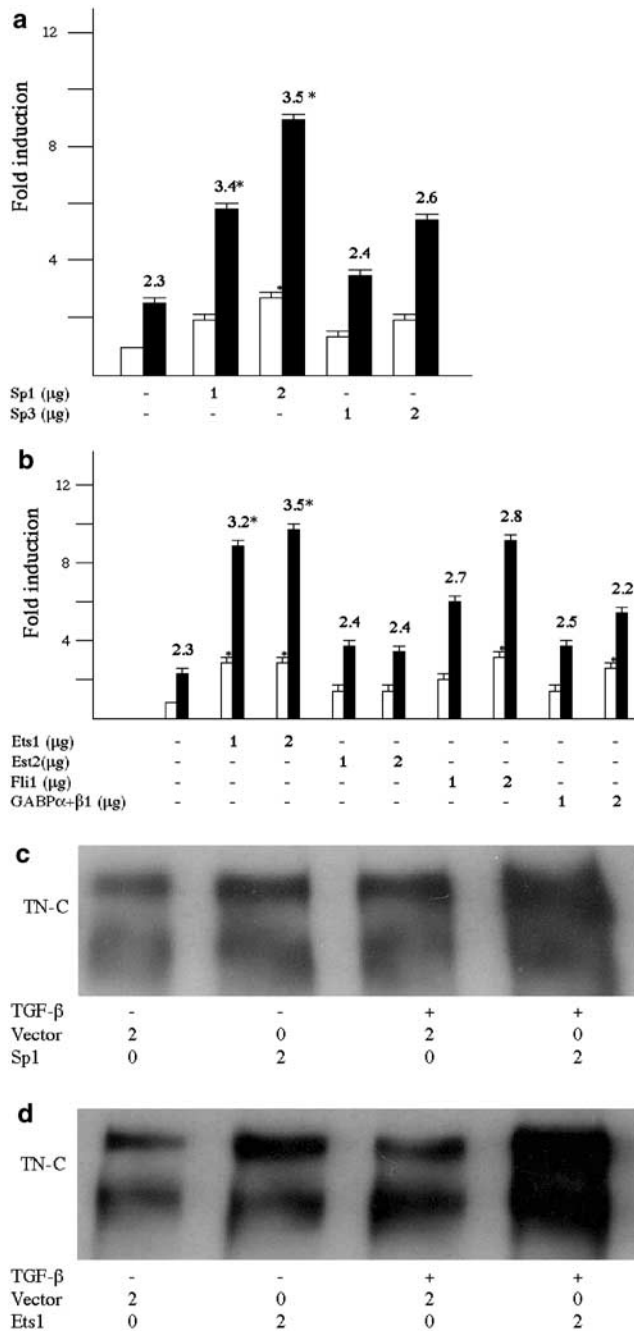 a
12
8
4
Fold induction
2.3
3.4*
3.5*
*
2.4
2.6
Sp1 (µg) - 1 2 - -
Sp3 (µg) - - - 1 2
b
12
8
4
Fold induction
2.3
3.2*
*
3.5*
*
2.4
2.4
2.7
2.8
*
2.5
2.2
*
Ets1 (µg) - 1 2 - - - - - -
Est2(µg) - - - 1 2 - - - -
Fli1 (µg) - - - - - 1 2 - -
GABPα+β1 (µg) - - - - - - - 1 2
c
TN-C
TGF-β - - + +
Vector 2 0 2 0
Sp1 0 2 0 2
d
TN-C
TGF-β - - + +
Vector 2 0 2 0
Ets1 0 2 0 2